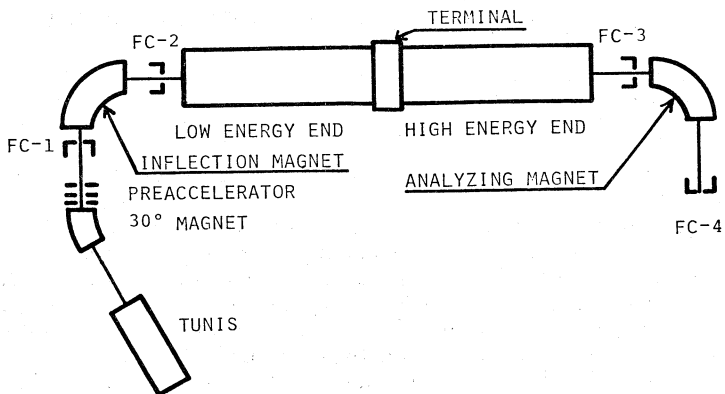 TERMINAL
FC-2
FC-3
LOW ENERGY END
HIGH ENERGY END
FC-1
INFLECTION MAGNET
ANALYZING MAGNET
PREACCELERATOR
30° MAGNET
FC-4
TUNIS